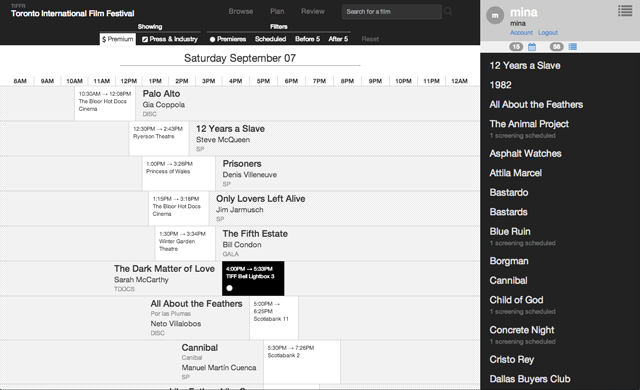 TIFFR
Toronto International Film Festival
Browse Plan Review
Search for a film
m
mina
mina
Account Logout
15 58
Showing
Filters
$ Premium
Press & Industry
Premieres
Scheduled
Before 5
After 5
Reset
Saturday September 07
8AM 9AM 10AM 11AM 12PM 1PM 2PM 3PM 4PM 5PM 6PM 7PM 8PM 9PM 10PM 11PM 12AM
10:30AM → 12:08PM
The Bloor Hot Docs
Cinema
Palo Alto
Gia Coppola
DISC
12:30PM → 2:43PM
Ryerson Theatre
12 Years a Slave
Steve McQueen
SP
1:00PM → 3:26PM
Princess of Wales
Prisoners
Denis Villeneuve
SP
1:15PM → 3:18PM
The Bloor Hot Docs
Cinema
Only Lovers Left Alive
Jim Jarmusch
SP
1:30PM → 3:34PM
Winter Garden
Theatre
The Fifth Estate
Bill Condon
GALA
The Dark Matter of Love
Sarah McCarthy
TDOCS
4:00PM → 5:33PM
TIFF Bell Lightbox 3
All About the Feathers
Por las Plumas
Neto Villalobos
DISC
5:00PM →
6:25PM
Scotiabank 11
Cannibal
Canibal
Manuel Martín Cuenca
SP
5:30PM → 7:26PM
Scotiabank 2
12 Years a Slave
1982
All About the Feathers
The Animal Project
1 screening scheduled
Asphalt Watches
Attila Marcel
Bastardo
Bastards
Blue Ruin
1 screening scheduled
Borgman
Cannibal
Child of God
1 screening scheduled
Concrete Night
1 screening scheduled
Cristo Rey
Dallas Buyers Club